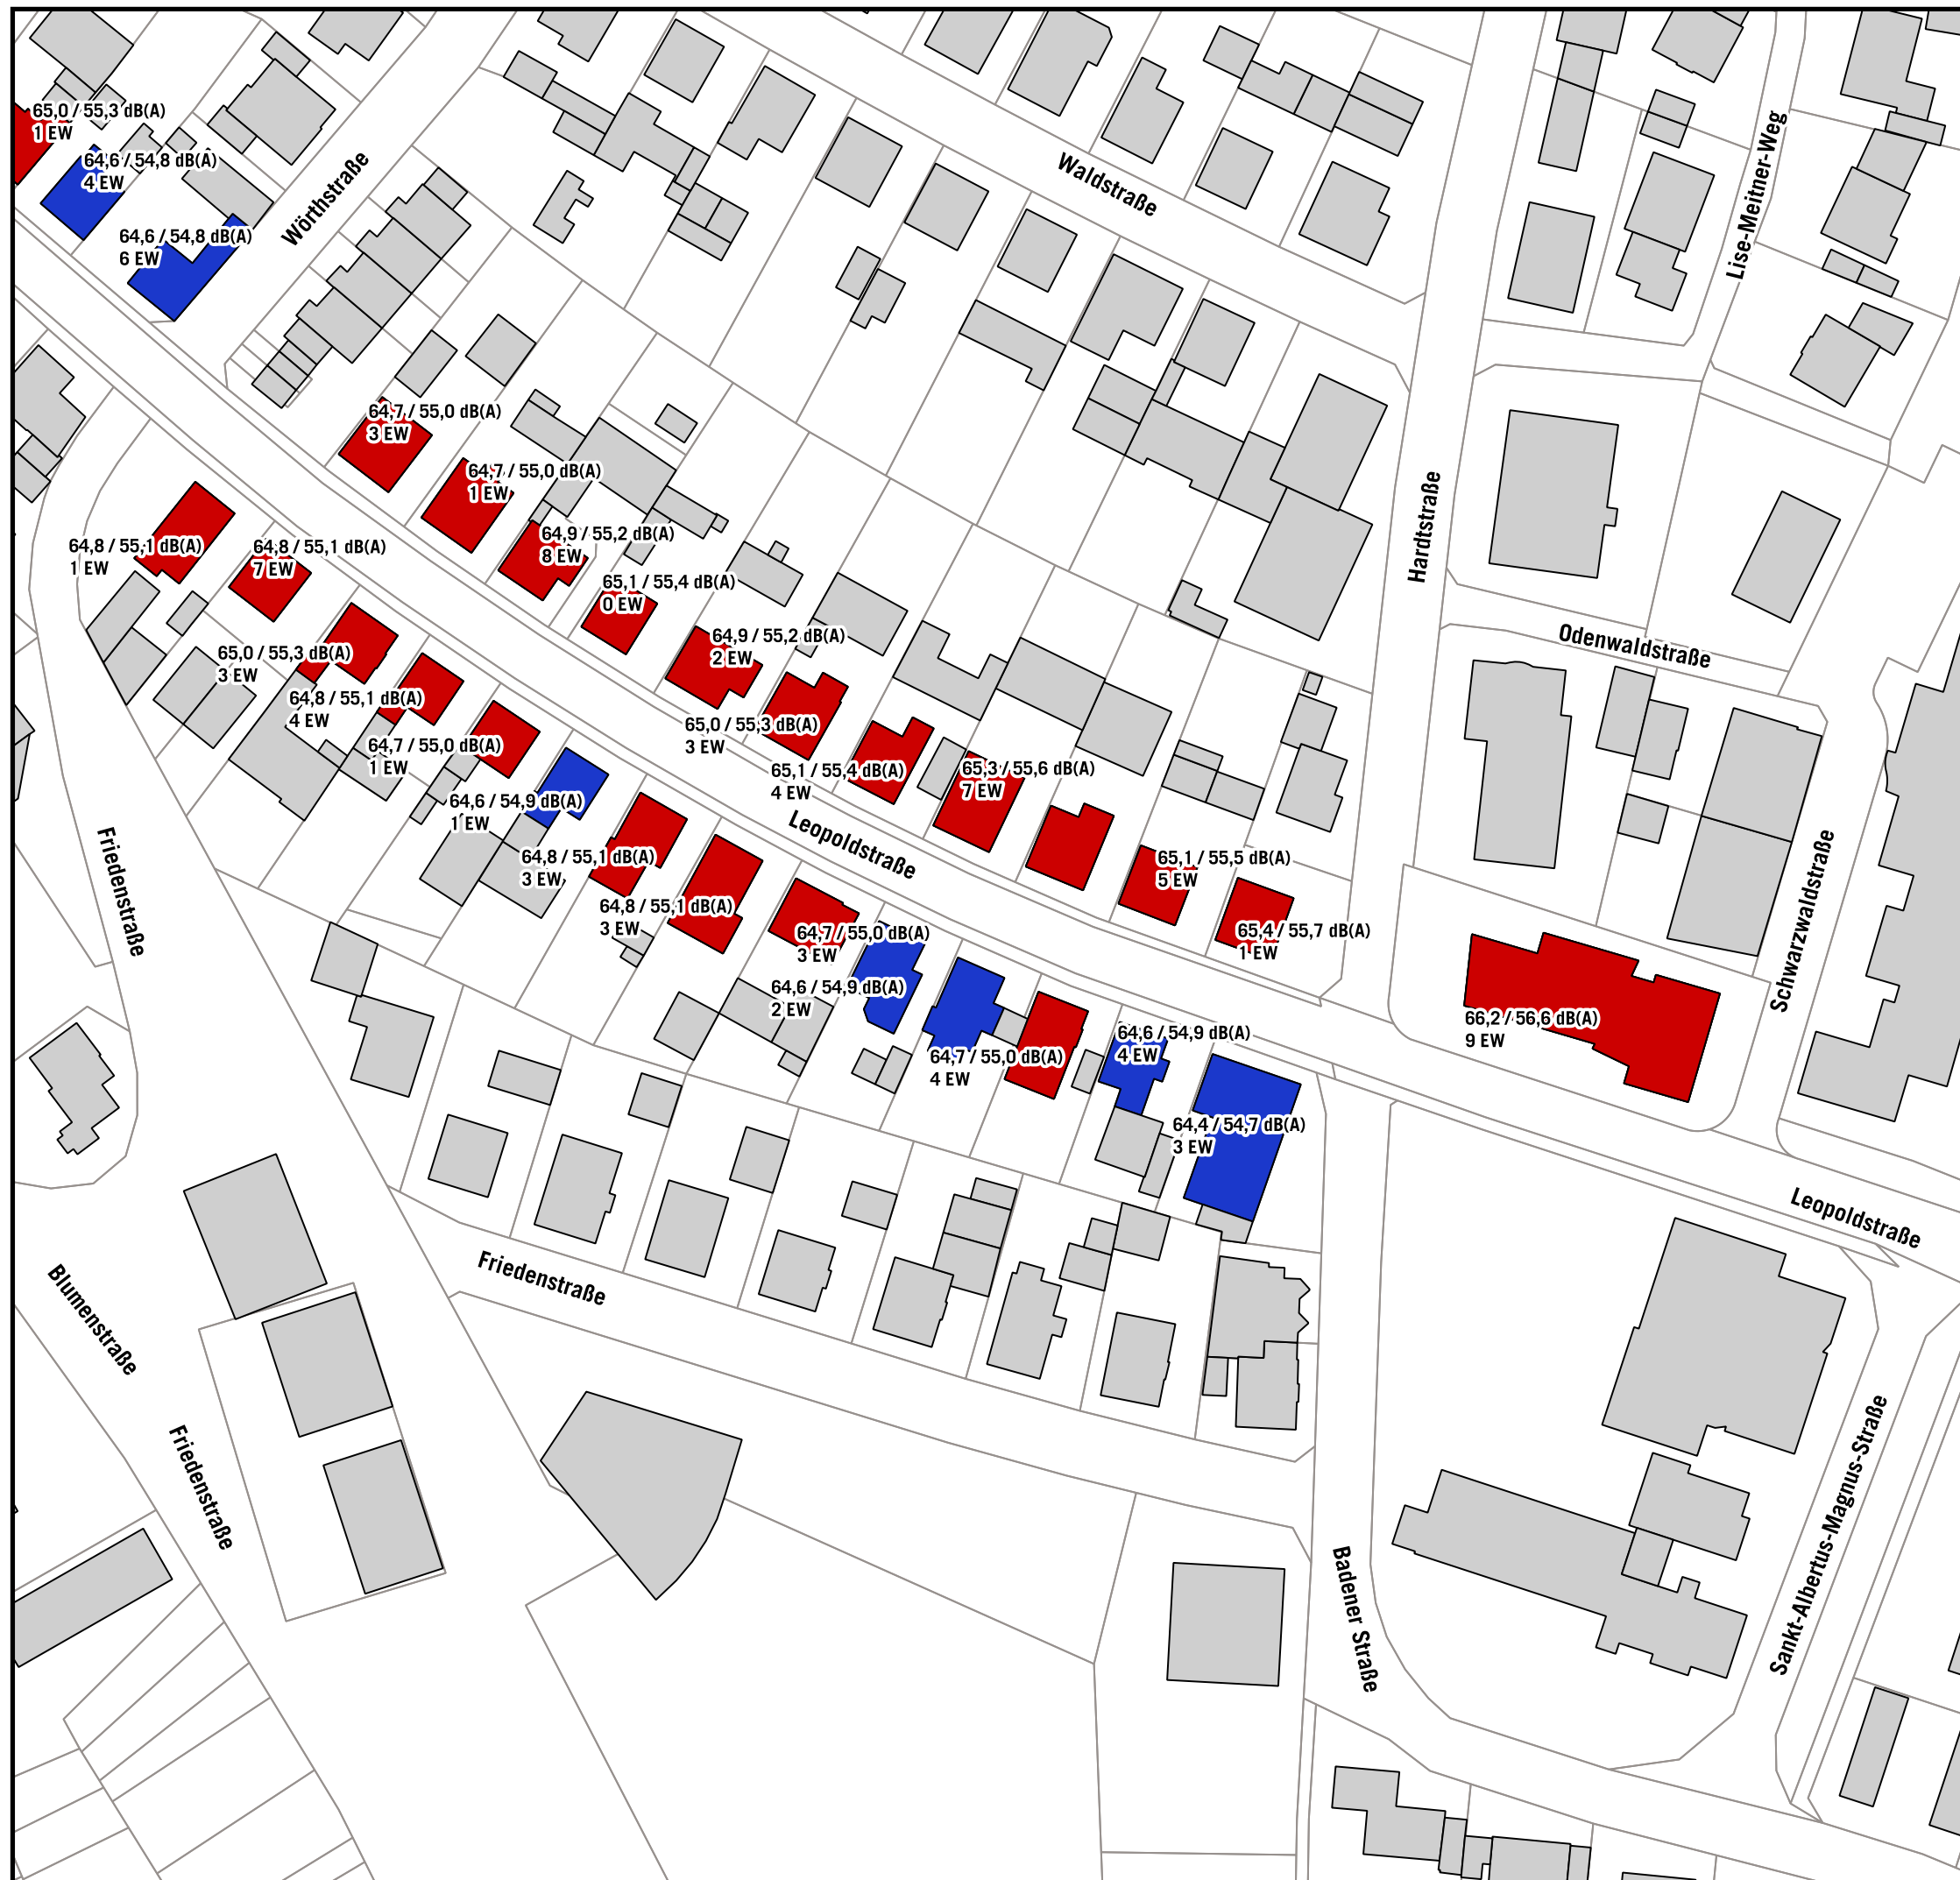 65,0 / 55,3 dB(A)
1 EW
64,6 / 54,8 dB(A)
4 EW
64,6 / 54,8 dB(A)
6 EW
Wörthstraße
Waldstraße
Lise-Meitner-Weg
64,7 / 55,0 dB(A)
3 EW
64,7 / 55,0 dB(A)
1 EW
64,9 / 55,2 dB(A)
8 EW
64,8 / 55,1 dB(A)
1 EW
64,8 / 55,1 dB(A)
7 EW
65,1 / 55,4 dB(A)
0 EW
Hardtstraße
Odenwaldstraße
64,9 / 55,2 dB(A)
2 EW
65,0 / 55,3 dB(A)
3 EW
64,8 / 55,1 dB(A)
4 EW
65,0 / 55,3 dB(A)
3 EW
64,7 / 55,0 dB(A)
1 EW
65,1 / 55,4 dB(A)
4 EW
65,3 / 55,6 dB(A)
7 EW
64,6 / 54,9 dB(A)
1 EW
Leopoldstraße
64,8 / 55,1 dB(A)
3 EW
65,1 / 55,5 dB(A)
5 EW
Friedenstraße
Schwarzwaldstraße
64,8 / 55,1 dB(A)
3 EW
64,7 / 55,0 dB(A)
3 EW
65,4 / 55,7 dB(A)
1 EW
64,6 / 54,9 dB(A)
2 EW
66,2 / 56,6 dB(A)
9 EW
64,6 / 54,9 dB(A)
4 EW
64,7 / 55,0 dB(A)
4 EW
64,4 / 54,7 dB(A)
3 EW
Leopoldstraße
Friedenstraße
Blumenstraße
Friedenstraße
Sankt-Albertus-Magnus-Straße
Badener Straße